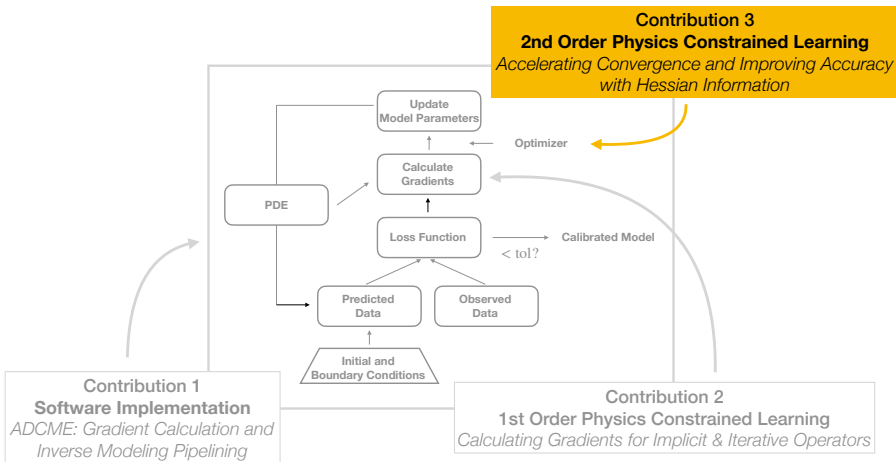 Contribution 3
2nd Order Physics Constrained Learning
Accelerating Convergence and Improving Accuracy
with Hessian Information
Update
Model Parameters
Optimizer
Calculate
Gradients
PDE
Loss Function
Calibrated Model
< tol?
Predicted
Data
Observed
Data
Initial and
Boundary Conditions
Contribution 1
Software Implementation
ADCME: Gradient Calculation and
Inverse Modeling Pipelining
Contribution 2
1st Order Physics Constrained Learning
Calculating Gradients for Implicit & Iterative Operators